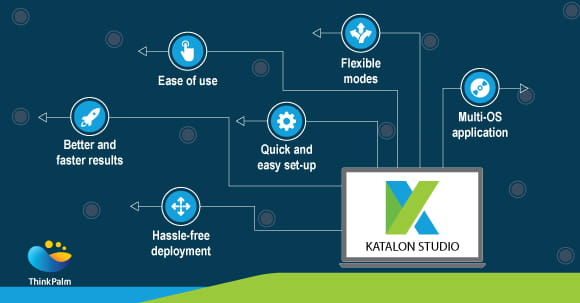 Flexible
modes
Ease of use
Multi-OS
application
Better and
faster results
Quick and
easy set-up
Hassle-free
deployment
KATALON STUDIO
ThinkPalm